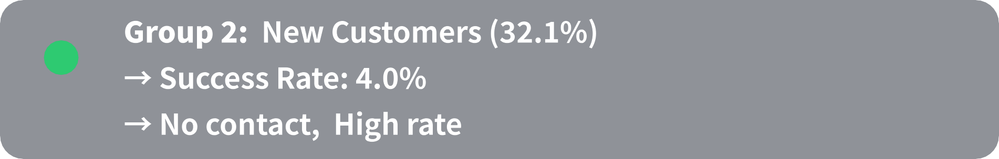 Group 2:  New Customers (32.1%)
→ Success Rate: 4.0%
→ No contact,  High rate